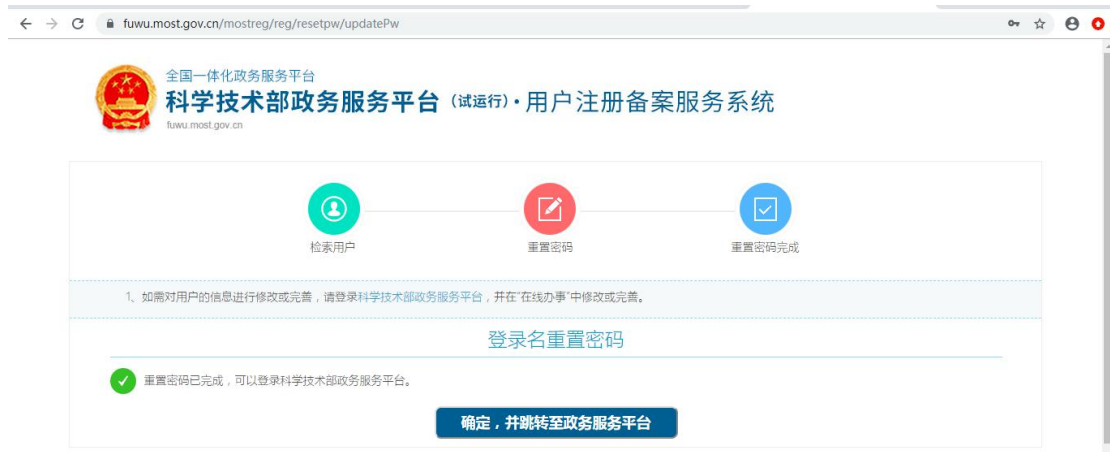 fuwu.most.gov.cn/mostreg/reg/resetpw/updatePw
全国一体化政务服务平台
科学技术部政务服务平台（试运行）·用户注册备案服务系统
fuwu.most.gov.cn
检索用户
重置密码
重置密码完成
1、如需对用户的信息进行修改或完善，请登录科学技术部政务服务平台，并在"在线办事"中修改或完善。
登录名重置密码
重置密码已完成，可以登录科学技术部政务服务平台。
确定，并跳转至政务服务平台